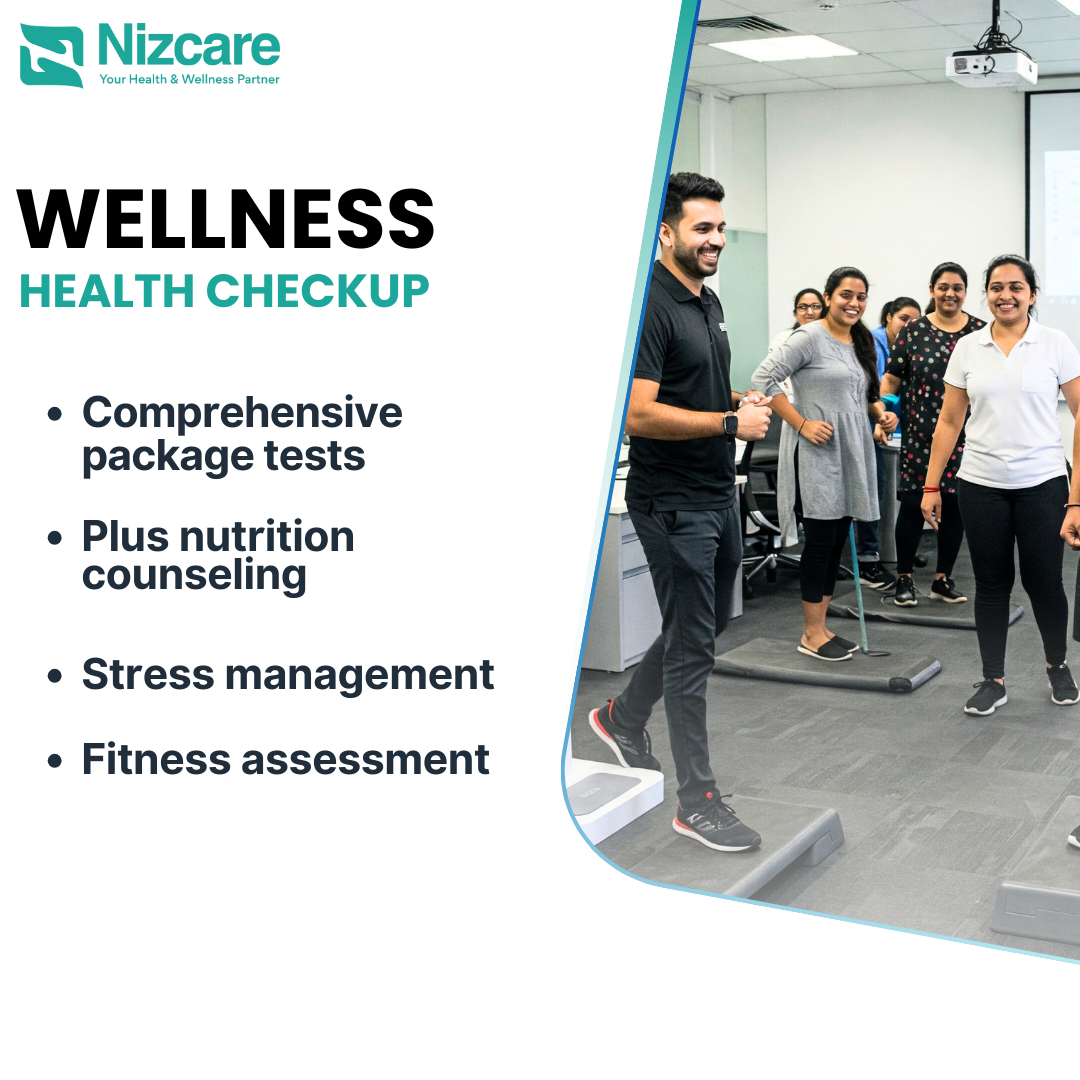 Nizcare
Your Health & Wellness Partner
WELLNESS
HEALTH CHECKUP
• Comprehensive
package tests
• Plus nutrition
counseling
• Stress management
• Fitness assessment